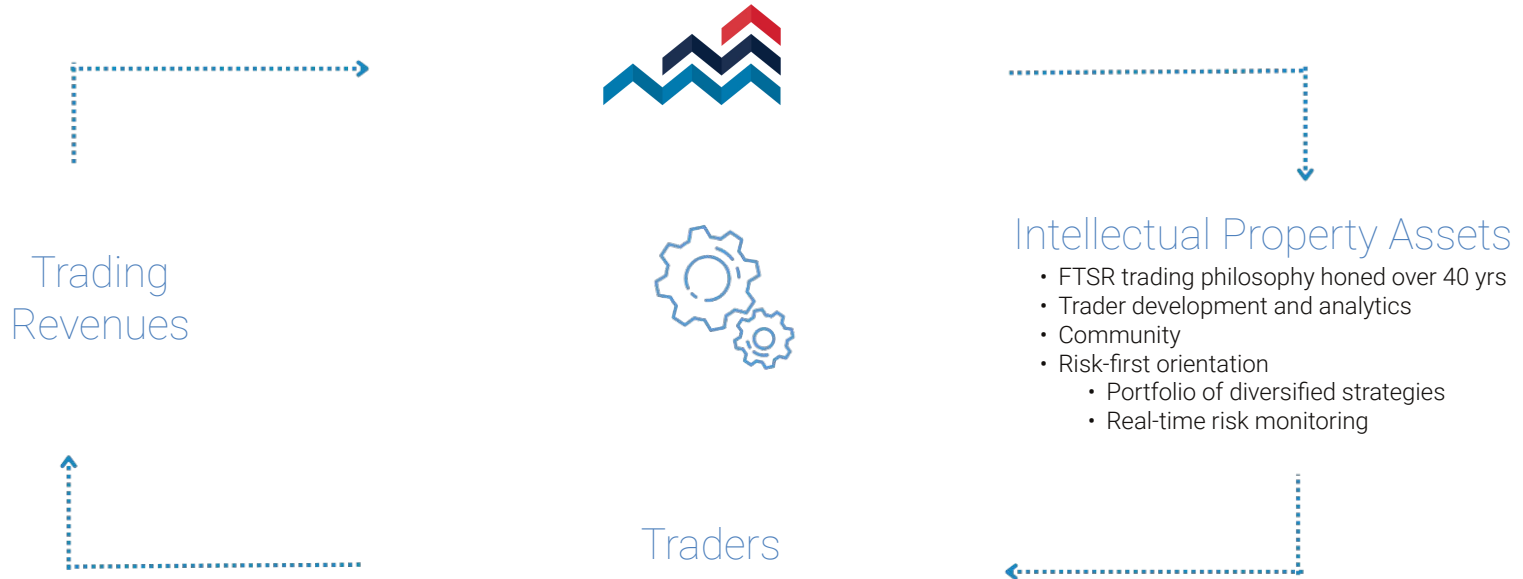 Trading
Revenues
Intellectual Property Assets
• FTSR trading philosophy honed over 40 yrs
• Trader development and analytics
• Community
• Risk-first orientation
• Portfolio of diversified strategies
• Real-time risk monitoring
Traders